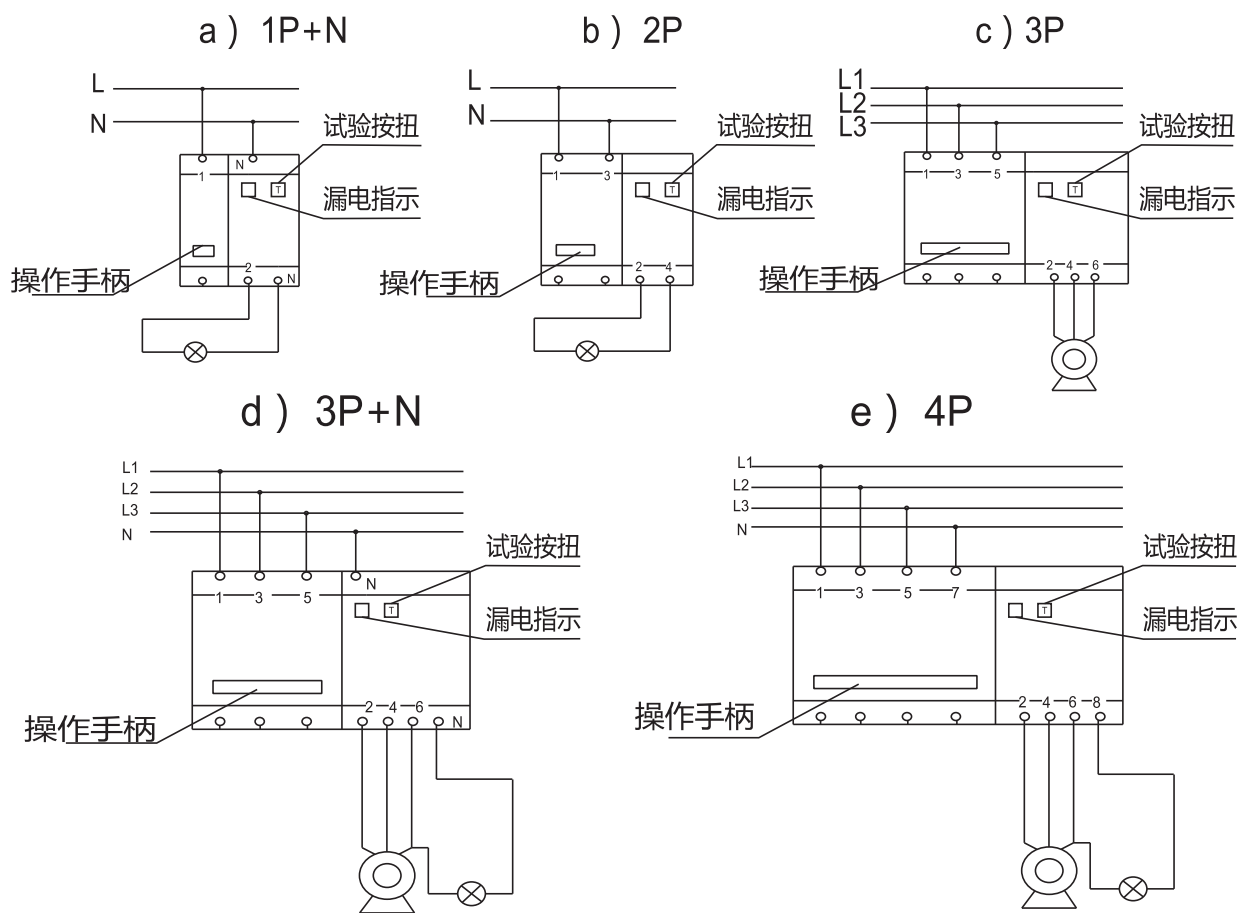 a ) 1P+N
b ) 2P
c ) 3P
L
N
N
1
T
试验按扭
漏电指示
操作手柄
2
N
L
N
1
3
T
试验按扭
漏电指示
操作手柄
2 4
L1
L2
L3
1 3 5
T
试验按扭
漏电指示
操作手柄
2 4 6
d ) 3P+N
e ) 4P
L1
L2
L3
N
N
1 3 5
T
试验按扭
漏电指示
操作手柄
2 4 6
N
L1
L2
L3
N
1 3 5 7
T
试验按扭
漏电指示
操作手柄
2 4 6 8